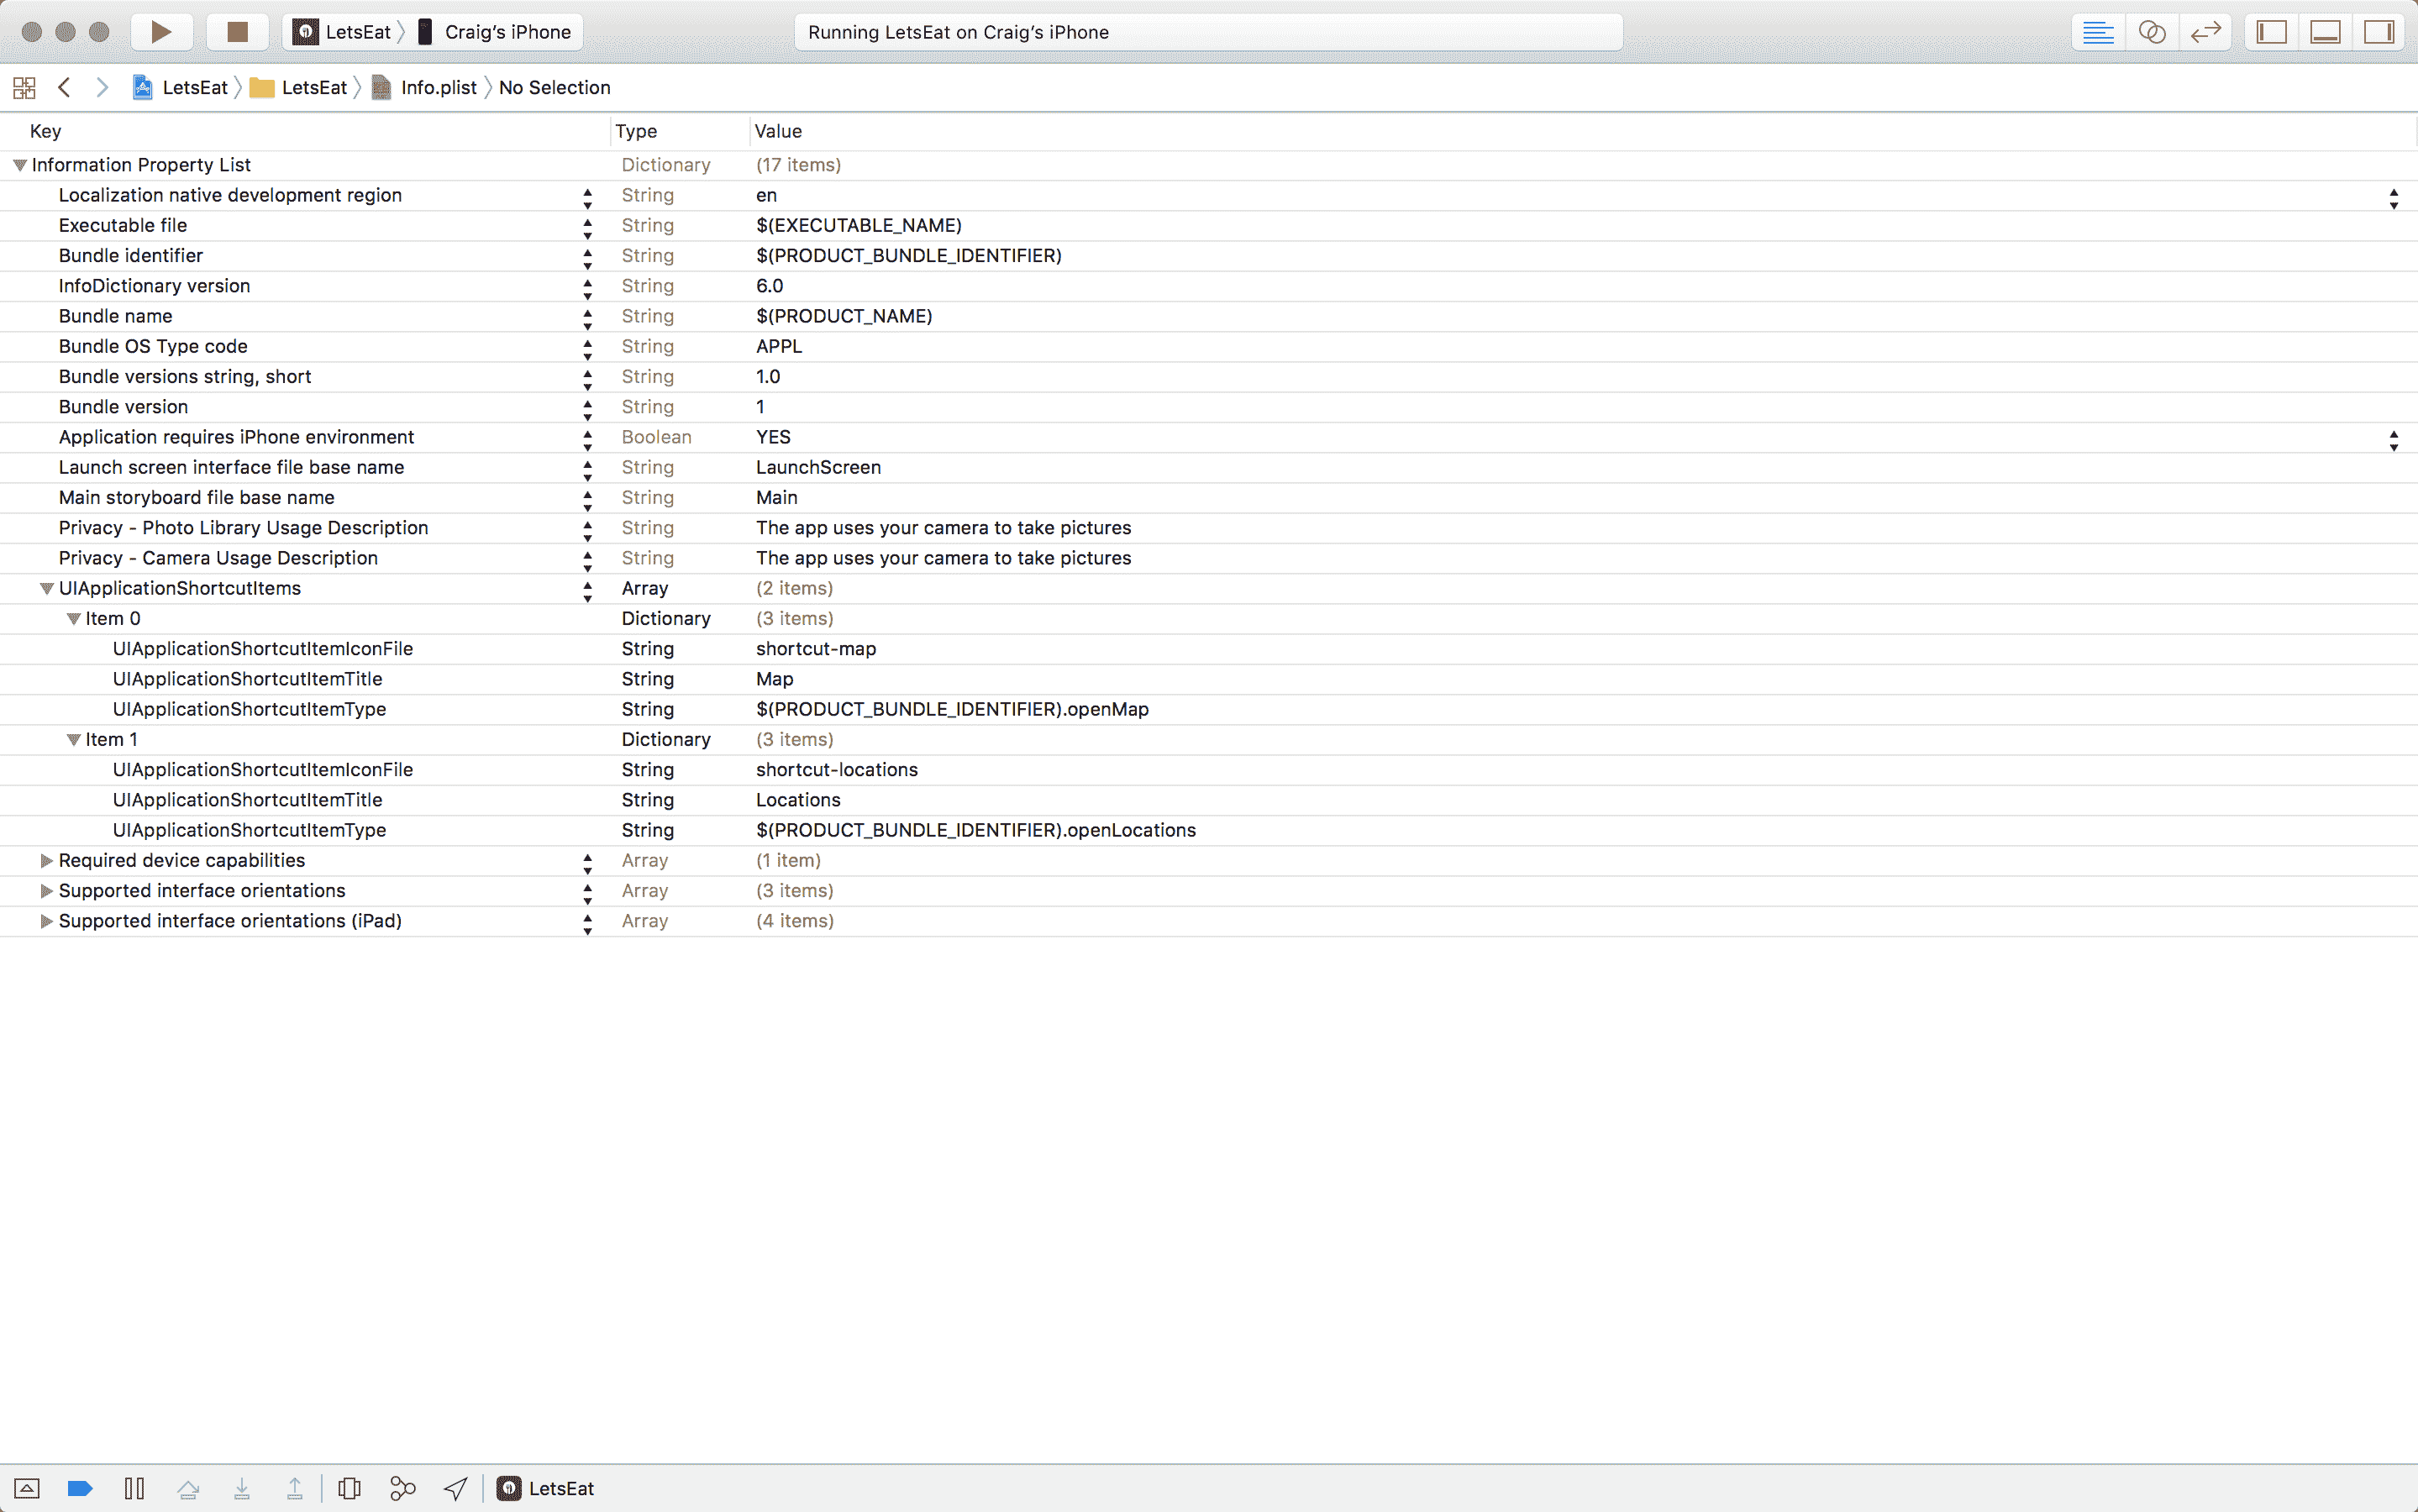 LetsEat Craig’s iPhone Running LetsEat on Craig’s iPhone
LetsEat LetsEat Info.plist No Selection
Key Type Value
Information Property List Dictionary (17 items)
Localization native development region String en
Executable file String $(EXECUTABLE_NAME)
Bundle identifier String $(PRODUCT_BUNDLE_IDENTIFIER)
InfoDictionary version String 6.0
Bundle name String $(PRODUCT_NAME)
Bundle OS Type code String APPL
Bundle versions string, short String 1.0
Bundle version String 1
Application requires iPhone environment Boolean YES
Launch screen interface file base name String LaunchScreen
Main storyboard file base name String Main
Privacy - Photo Library Usage Description String The app uses your camera to take pictures
Privacy - Camera Usage Description String The app uses your camera to take pictures
UIApplicationShortcutItems Array (2 items)
Item 0 Dictionary (3 items)
UIApplicationShortcutItemIconFile String shortcut-map
UIApplicationShortcutItemTitle String Map
UIApplicationShortcutItemType String $(PRODUCT_BUNDLE_IDENTIFIER).openMap
Item 1 Dictionary (3 items)
UIApplicationShortcutItemIconFile String shortcut-locations
UIApplicationShortcutItemTitle String Locations
UIApplicationShortcutItemType String $(PRODUCT_BUNDLE_IDENTIFIER).openLocations
Required device capabilities Array (1 item)
Supported interface orientations Array (3 items)
Supported interface orientations (iPad) Array (4 items)
LetsEat